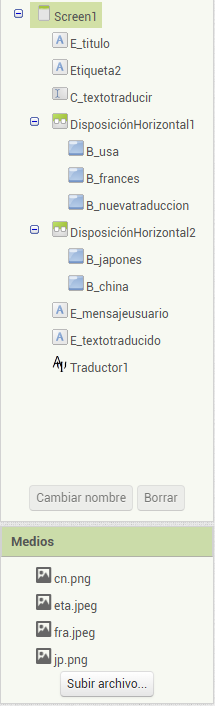 Screen1
E_titulo
Etiqueta2
C_textotraducir
DisposiciónHorizontal1
B_usa
B_frances
B_nuevatraduccion
DisposiciónHorizontal2
B_japones
B_china
E_mensajeusuario
E_textotraducido
Traductor1
Cambiar nombre Borrar
Medios
cn.png
eta.jpeg
fra.jpeg
jp.png
Subir archivo...